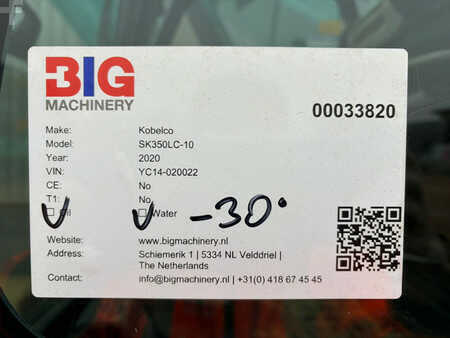 BIG
MACHINERY
00033820
Make: Kobelco
Model: SK350LC-10
Year: 2020
VIN: YC14-020022
CE: No
T1: No
Oil Water -30°
Website: www.bigmachinery.nl
Address: Schiemerik 1 | 5334 NL Velddriel |
The Netherlands
Contact: info@bigmachinery.nl | +31(0) 418 67 45 45